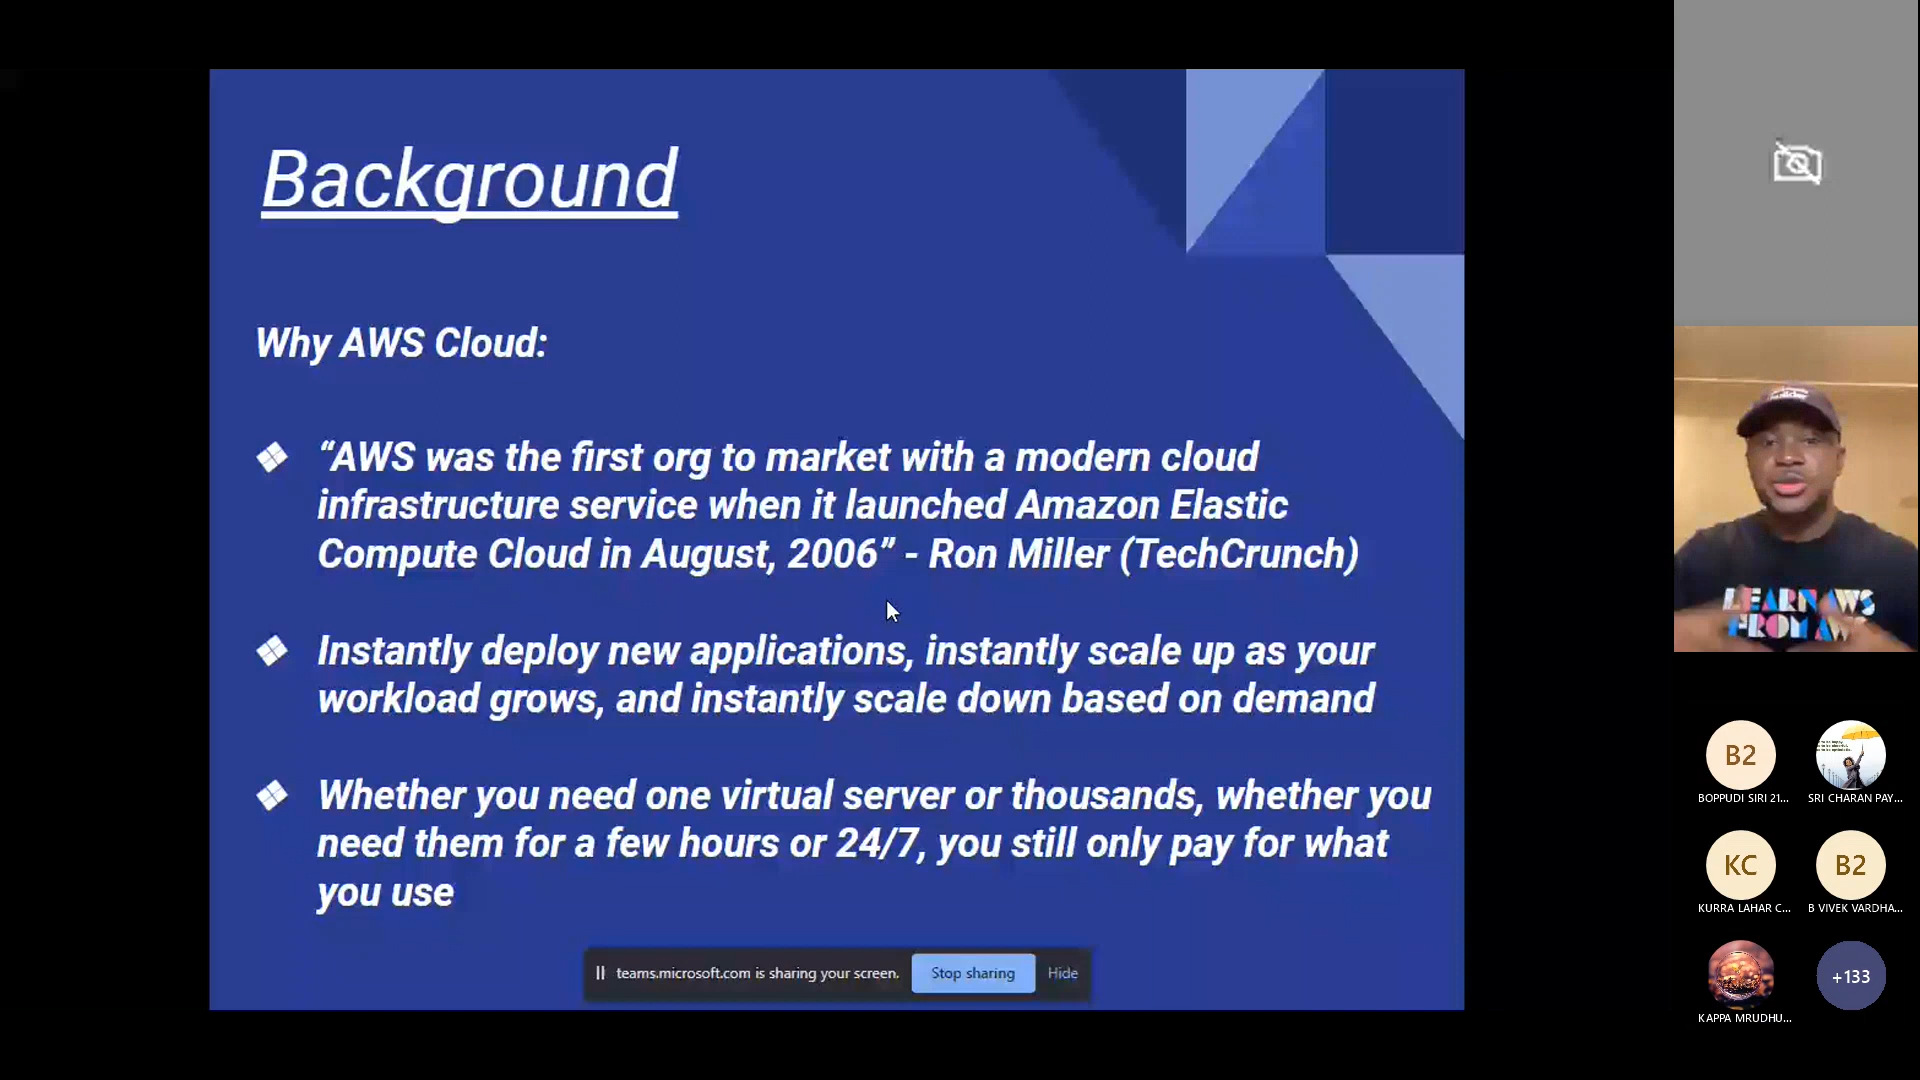 Background
Why AWS Cloud:
“AWS was the first org to market with a modern cloud
infrastructure service when it launched Amazon Elastic
Compute Cloud in August, 2006” - Ron Miller (TechCrunch)
Instantly deploy new applications, instantly scale up as your
workload grows, and instantly scale down based on demand
Whether you need one virtual server or thousands, whether you
need them for a few hours or 24/7, you still only pay for what
you use
teams.microsoft.com is sharing your screen.
Stop sharing
Hide
LEARN AWS
FROM AW
B2
BOPPUDI SIRI 21...
SRI CHARAN PAY...
KC
KURRA LAHAR C...
B2
B VIVEK VARDHA...
KAPPA MRUDHU...
+133